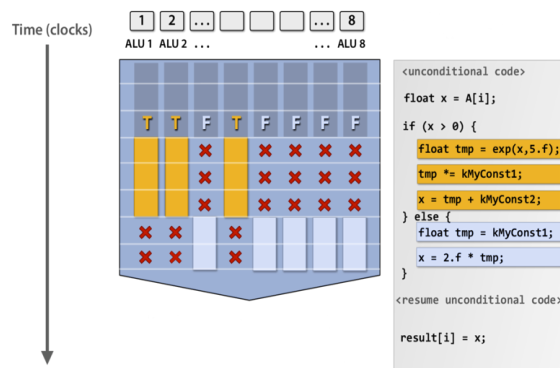 1 2 ... ... 8
Time (clocks)
ALU 1 ALU 2 . . . . . . ALU 8
T T F T F F F F
<unconditional code>
float x = A[i];
if (x > 0) {
float tmp = exp(x,5.f);
tmp *= kMyConst1;
x = tmp + kMyConst2;
} else {
float tmp = kMyConst1;
x = 2.f * tmp;
}
<resume unconditional code>
result[i] = x;